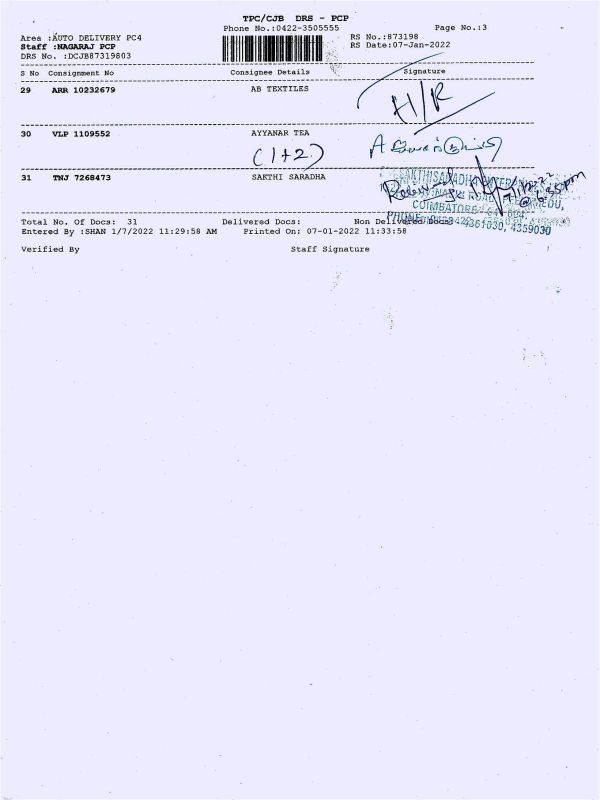 TPC/CJB DRS - PCP
Phone No.:0422-3505555 Page No.:3
Area :AUTO DELIVERY PC4 RS No.:873198
Staff :NAGARAJ PCP RS Date:07-Jan-2022
DRS No. :DCJB87319803
S No Consignment No Consignee Details Signature
29 ARR 10232679 AB TEXTILES
H/R
30 VLP 1109552 AYYANAR TEA
(1+2)
31 TNJ 7268473 SAKTHI SARADHA
COIMBATORE
PHONE
4361030, 4359030
Total No. Of Docs: 31 Delivered Docs: Non Delivered Docs:
Entered By :SHAN 1/7/2022 11:29:58 AM Printed On: 07-01-2022 11:33:58
Verified By Staff Signature